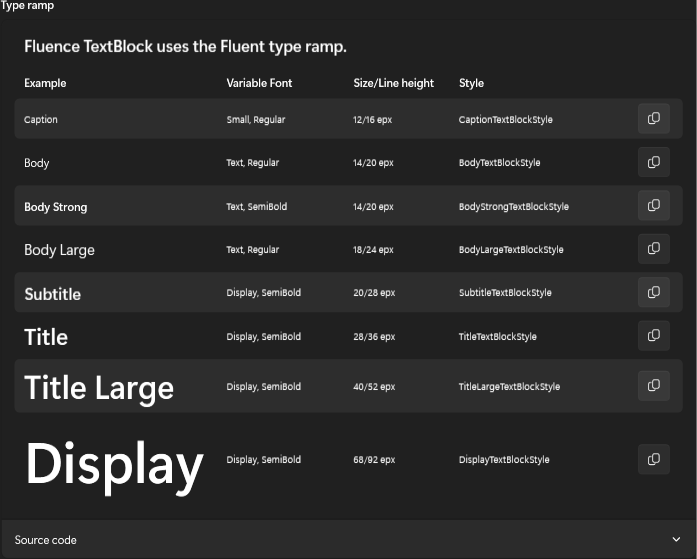 Type ramp
Fluence TextBlock uses the Fluent type ramp.
Example Variable Font Size/Line height Style
Caption Small, Regular 12/16 epx CaptionTextBlockStyle
Body Text, Regular 14/20 epx BodyTextBlockStyle
Body Strong Text, SemiBold 14/20 epx BodyStrongTextBlockStyle
Body Large Text, Regular 18/24 epx BodyLargeTextBlockStyle
Subtitle Display, SemiBold 20/28 epx SubtitleTextBlockStyle
Title Display, SemiBold 28/36 epx TitleTextBlockStyle
Title Large Display, SemiBold 40/52 epx TitleLargeTextBlockStyle
Display Display, SemiBold 68/92 epx DisplayTextBlockStyle
Source code